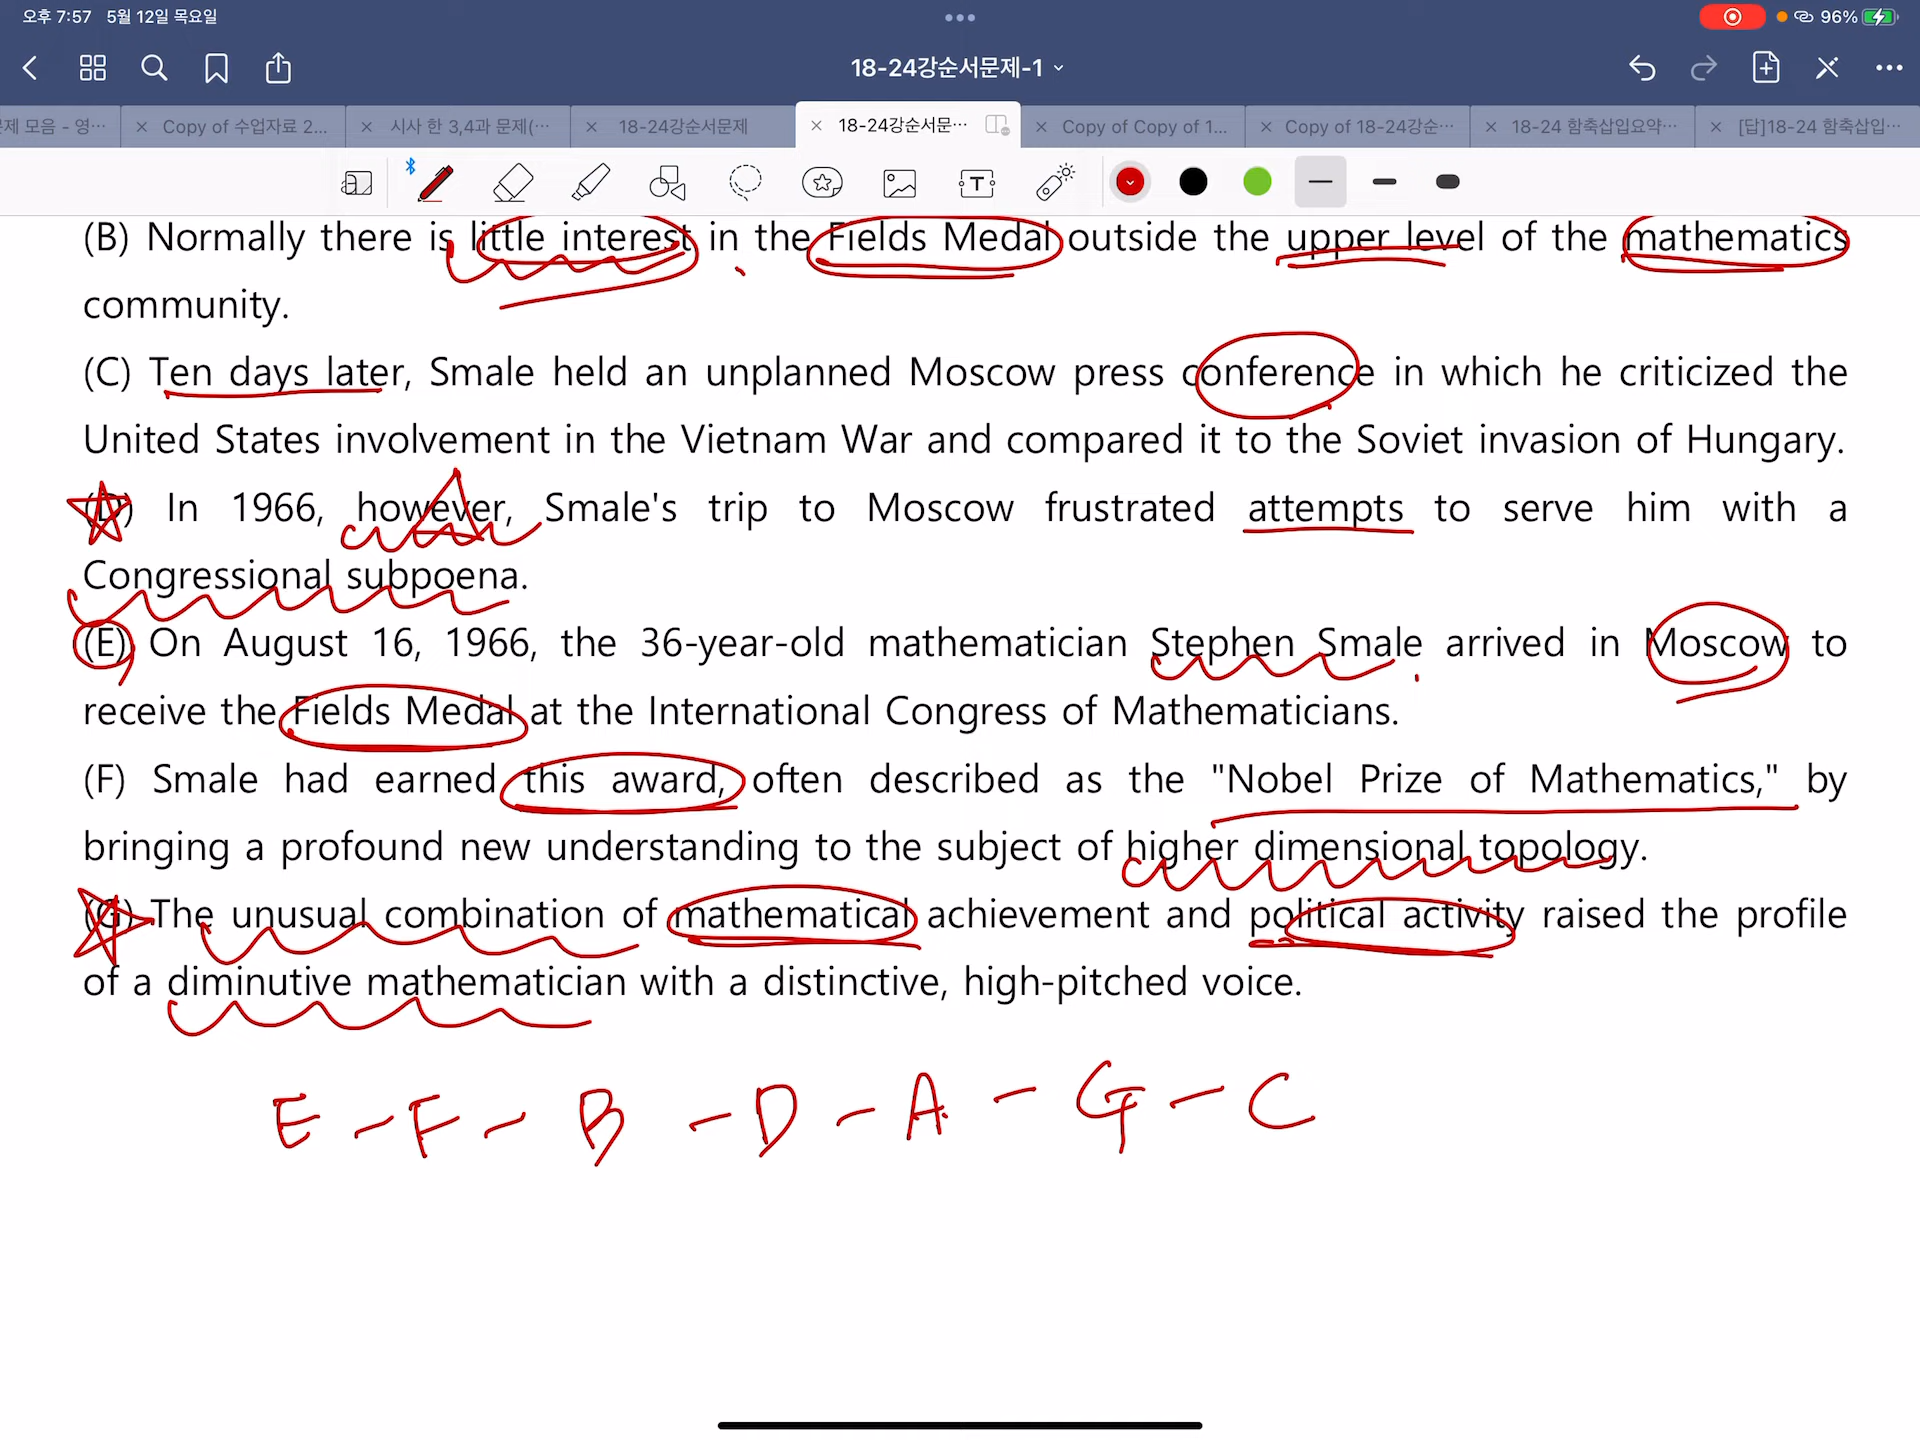 오후 7:57 5월 12일 목요일
96%
18-24강순서문제-1
제 모음 - 영… Copy of 수업자료 2... 시사 한 3,4과 문제(… 18-24강순서문제 18-24강순서문… Copy of Copy of 1... Copy of 18-24강순… 18-24 함축삽입요약… [답]18-24 함축삽입…
(B) Normally there is little interest in the Fields Medal outside the upper level of the mathematics
community.
(C) Ten days later, Smale held an unplanned Moscow press conference in which he criticized the
United States involvement in the Vietnam War and compared it to the Soviet invasion of Hungary.
(D) In 1966, however, Smale's trip to Moscow frustrated attempts to serve him with a
Congressional subpoena.
(E) On August 16, 1966, the 36-year-old mathematician Stephen Smale arrived in Moscow to
receive the Fields Medal at the International Congress of Mathematicians.
(F) Smale had earned this award, often described as the "Nobel Prize of Mathematics," by
bringing a profound new understanding to the subject of higher dimensional topology.
(G) The unusual combination of mathematical achievement and political activity raised the profile
of a diminutive mathematician with a distinctive, high-pitched voice.
E - F - B - D - A - G - C